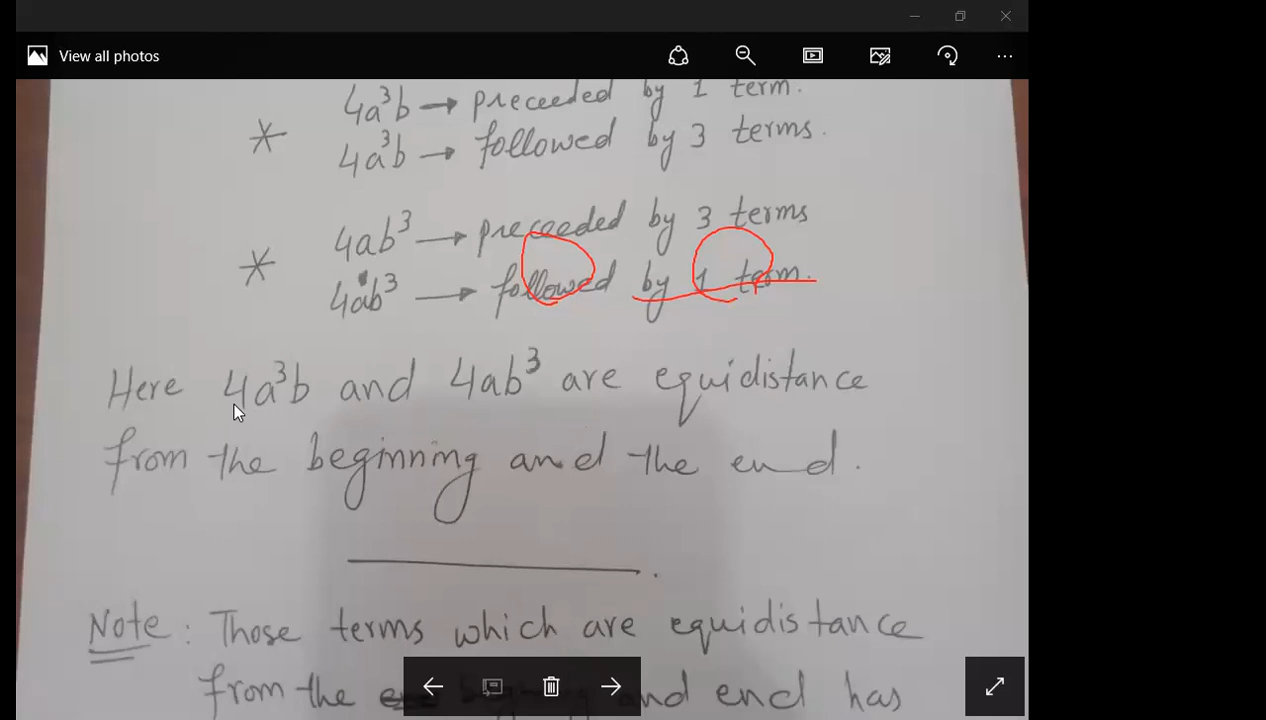 View all photos
4a³b → preceeded by 1 term.
* 4a³b → followed by 3 terms.
4ab³ → preceeded by 3 terms
* 4ab³ → followed by 1 term.
Here 4a³b and 4ab³ are equidistance
from the beginning and the end.
Note: Those terms which are equidistance
from the beginning and end has